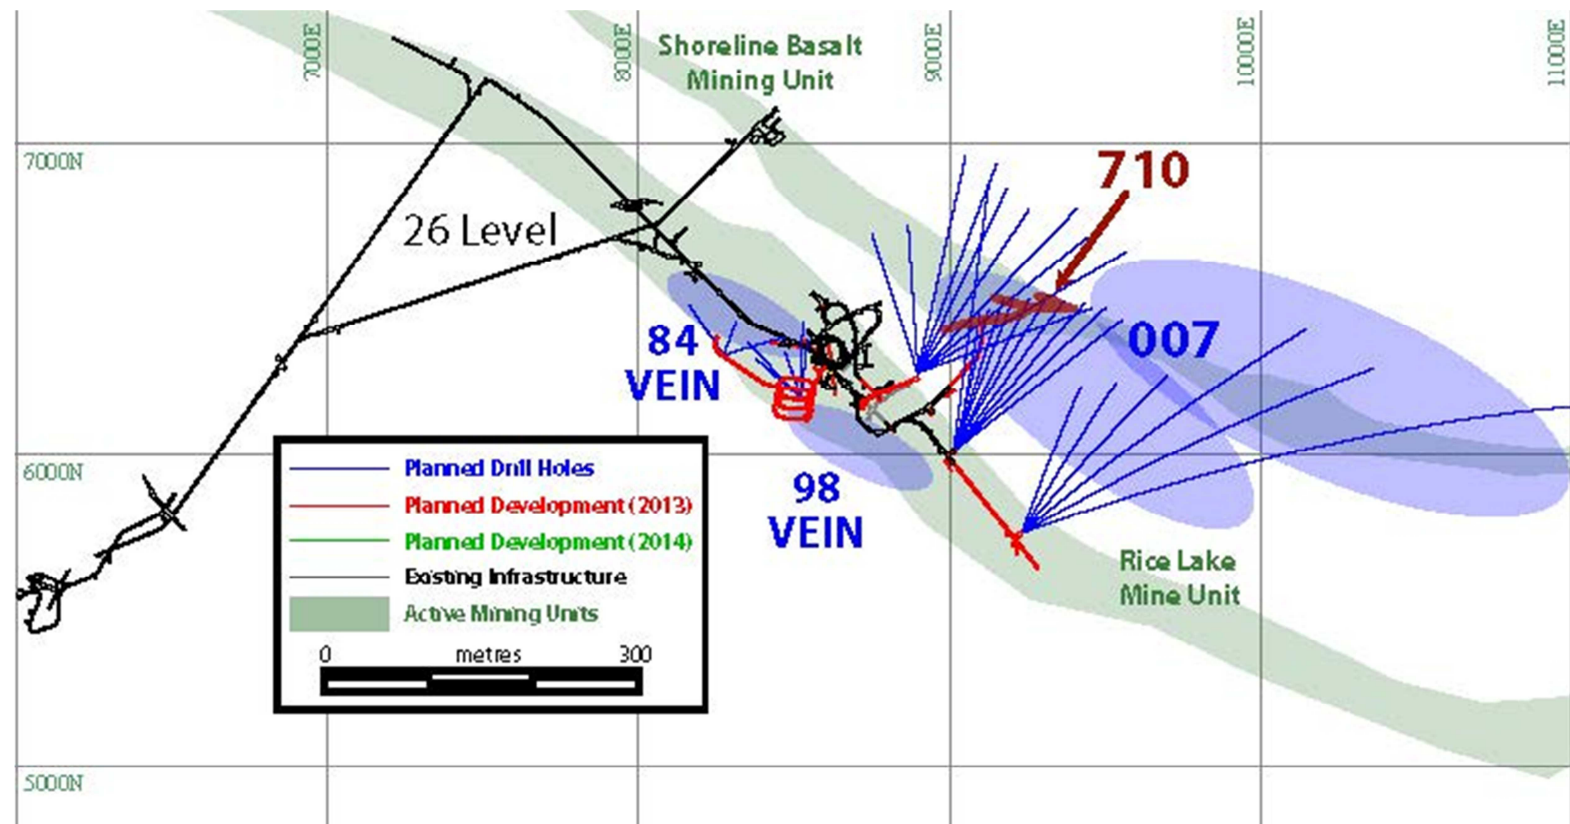 7000E
8000E
9000E
10000E
11000E
Shoreline Basalt
Mining Unit
7000N
710
26 Level
84
VEIN
007
6000N
98
VEIN
Planned Drill Holes
Planned Development (2013)
Planned Development (2014)
Existing Infrastructure
Active Mining Units
0 metres 300
Rice Lake
Mine Unit
5000N